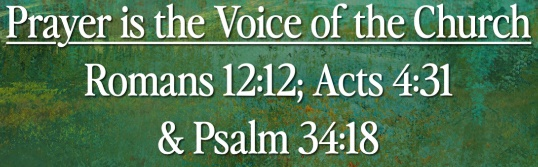 Prayer is the Voice of the Church
Romans 12:12; Acts 4:31
& Psalm 34:18